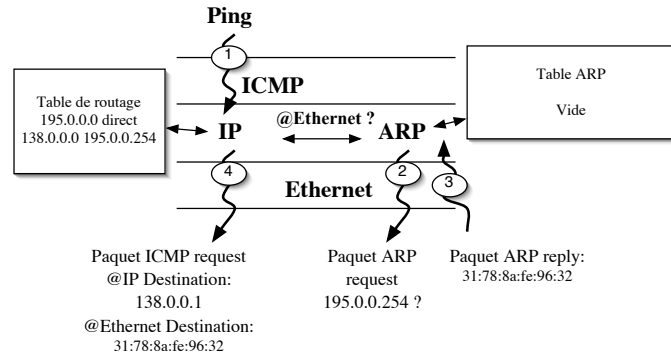 Ping
1
ICMP
Table de routage
195.0.0.0 direct
138.0.0.0 195.0.0.254
Table ARP
Vide
@Ethernet ?
IP
ARP
4
2
3
Ethernet
Paquet ICMP request
@IP Destination:
138.0.0.1
@Ethernet Destination:
31:78:8a:fe:96:32
Paquet ARP
request
195.0.0.254 ?
Paquet ARP reply:
31:78:8a:fe:96:32